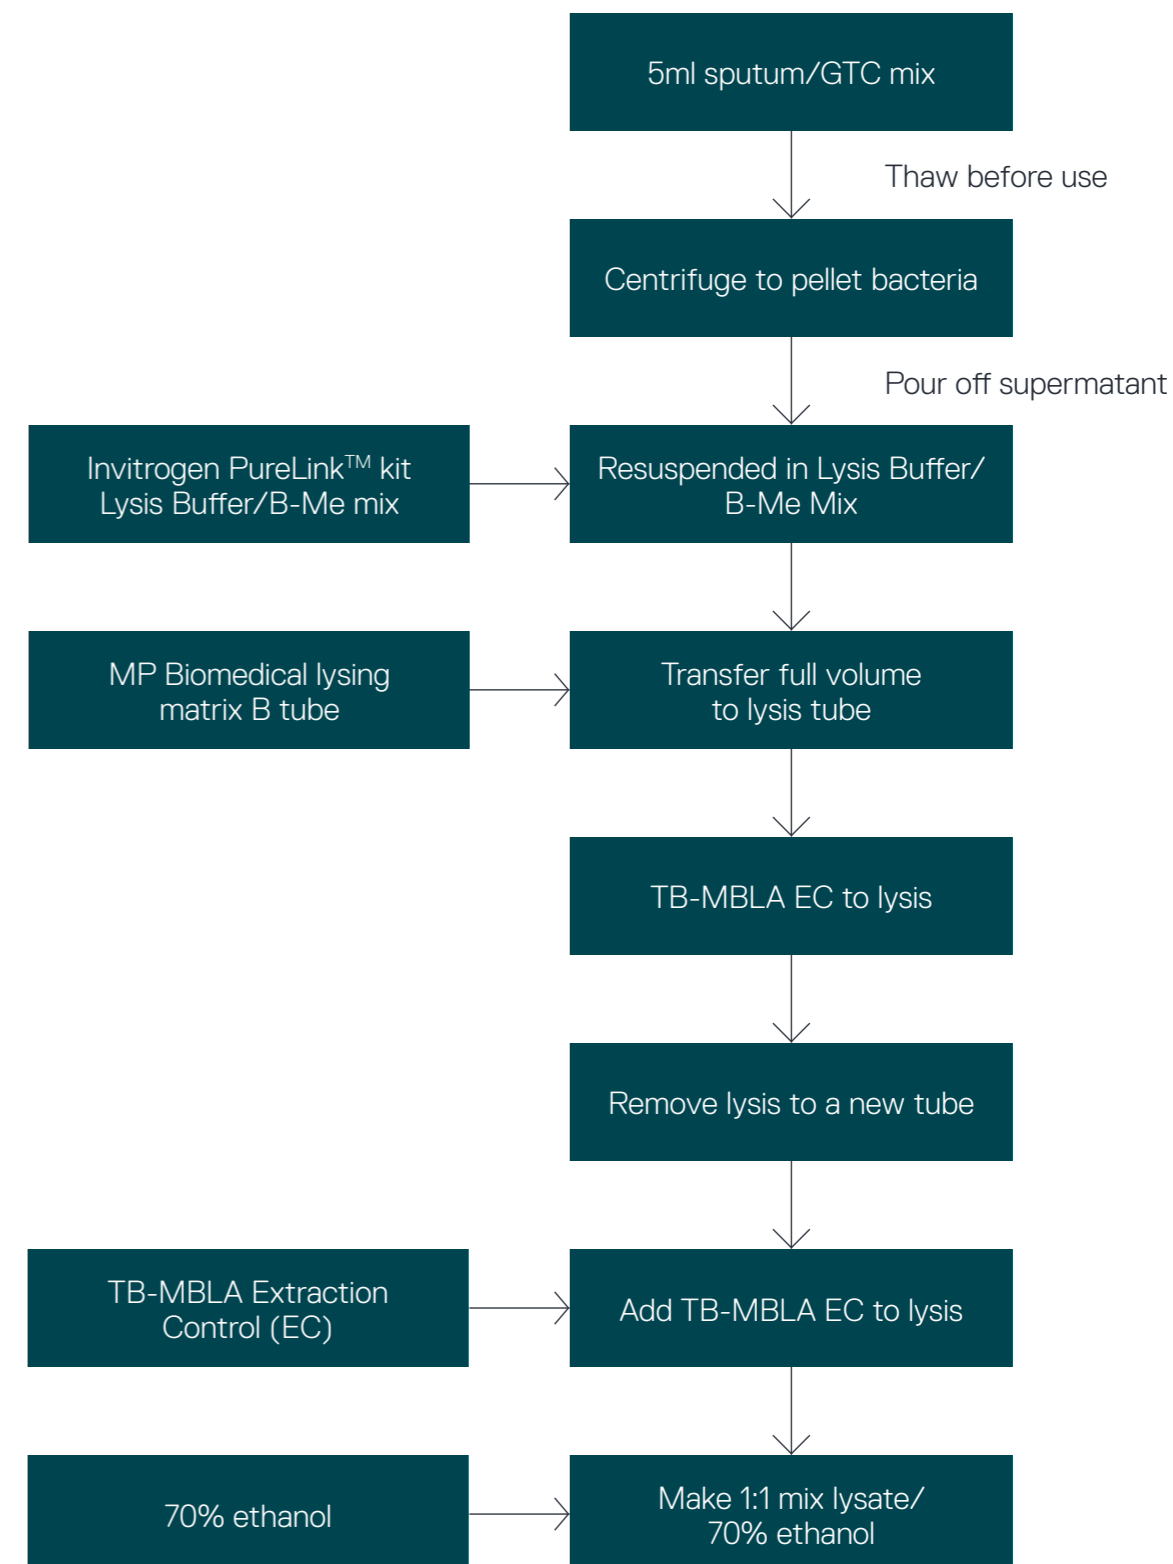 5ml sputum/GTC mix
Thaw before use
Centrifuge to pellet bacteria
Pour off supermatant
Invitrogen PureLink™ kit
Lysis Buffer/B-Me mix
Resuspended in Lysis Buffer/
B-Me Mix
MP Biomedical lysing
matrix B tube
Transfer full volume
to lysis tube
TB-MBLA EC to lysis
Remove lysis to a new tube
TB-MBLA Extraction
Control (EC)
Add TB-MBLA EC to lysis
70% ethanol
Make 1:1 mix lysate/
70% ethanol